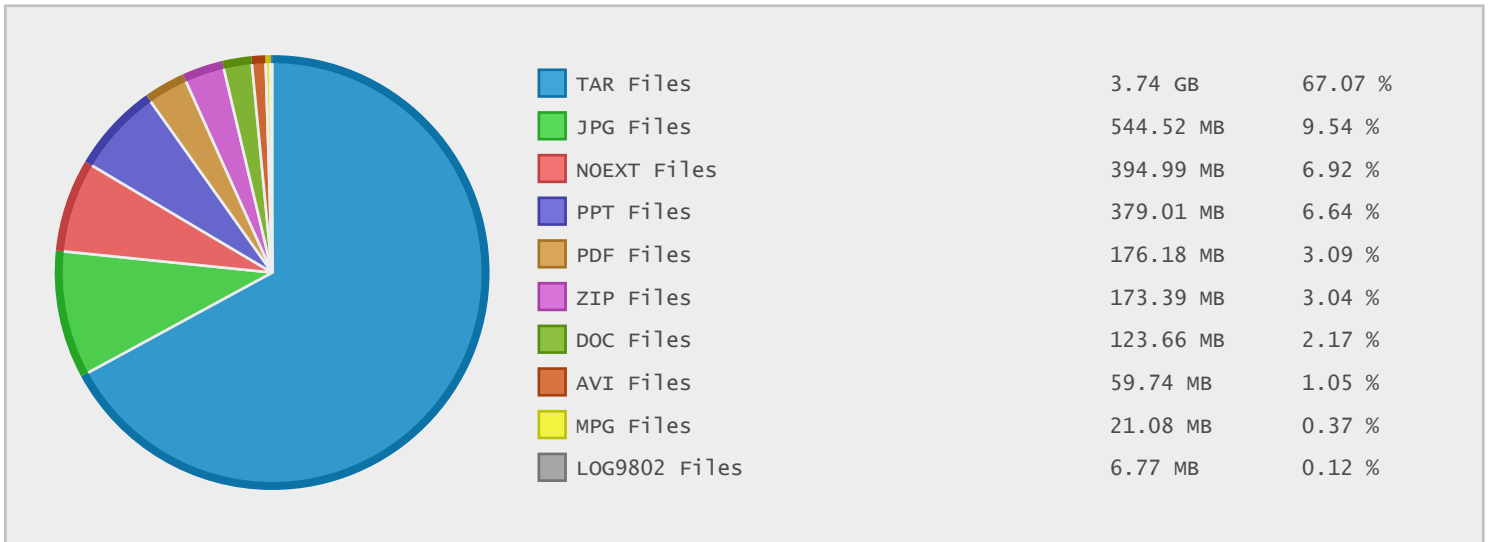 TAR Files 3.74 GB 67.07 %
JPG Files 544.52 MB 9.54 %
NOEXT Files 394.99 MB 6.92 %
PPT Files 379.01 MB 6.64 %
PDF Files 176.18 MB 3.09 %
ZIP Files 173.39 MB 3.04 %
DOC Files 123.66 MB 2.17 %
AVI Files 59.74 MB 1.05 %
MPG Files 21.08 MB 0.37 %
LOG9802 Files 6.77 MB 0.12 %